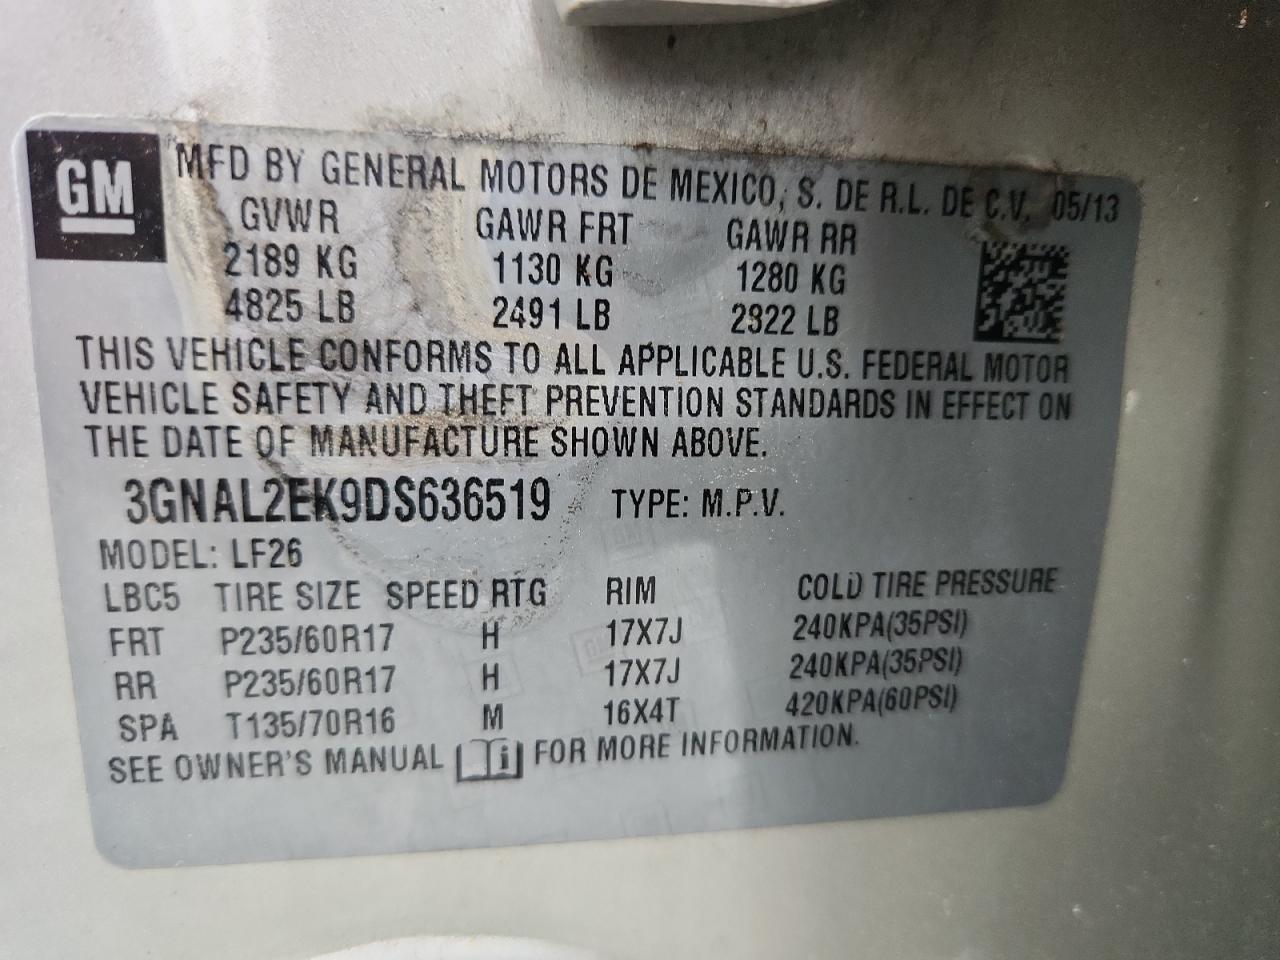 GM MFD BY GENERAL MOTORS DE MEXICO, S. DE R.L. DE C.V. 05/13
GVWR GAWR FRT GAWR RR
2189 KG 1130 KG 1280 KG
4825 LB 2491 LB 2822 LB
THIS VEHICLE CONFORMS TO ALL APPLICABLE U.S. FEDERAL MOTOR
VEHICLE SAFETY AND THEFT PREVENTION STANDARDS IN EFFECT ON
THE DATE OF MANUFACTURE SHOWN ABOVE.
3GNAL2EK9DS636519 TYPE: M.P.V.
MODEL: LF26
LBC5 TIRE SIZE SPEED RTG RIM COLD TIRE PRESSURE
FRT P235/60R17 H 17X7J 240KPA(35PSI)
RR P235/60R17 H 17X7J 240KPA(35PSI)
SPA T135/70R16 M 16X4T 420KPA(60PSI)
SEE OWNER'S MANUAL i FOR MORE INFORMATION.